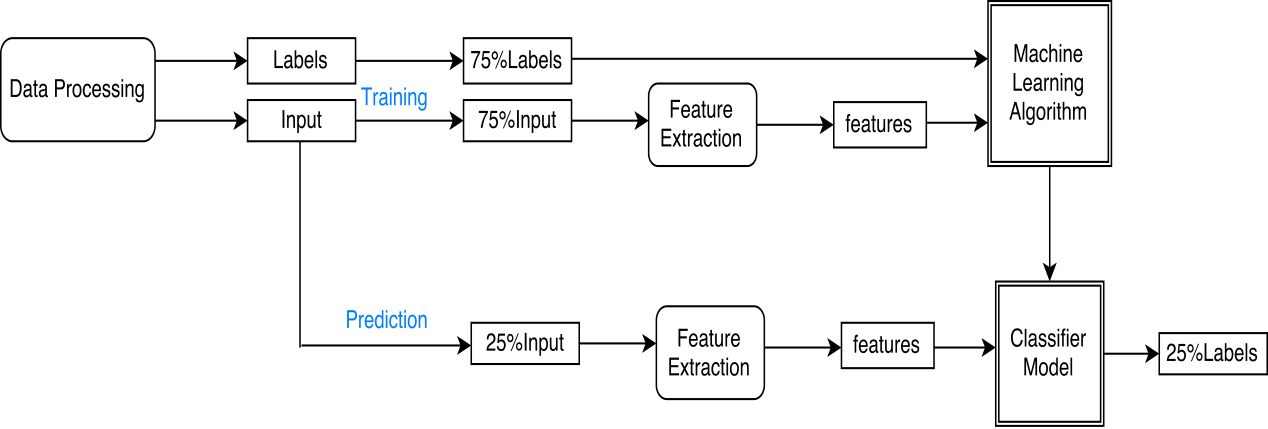 Data Processing
Labels
75%Labels
Machine
Learning
Algorithm
Input
Training
75%Input
Feature
Extraction
features
Prediction
25%Input
Feature
Extraction
features
Classifier
Model
25%Labels